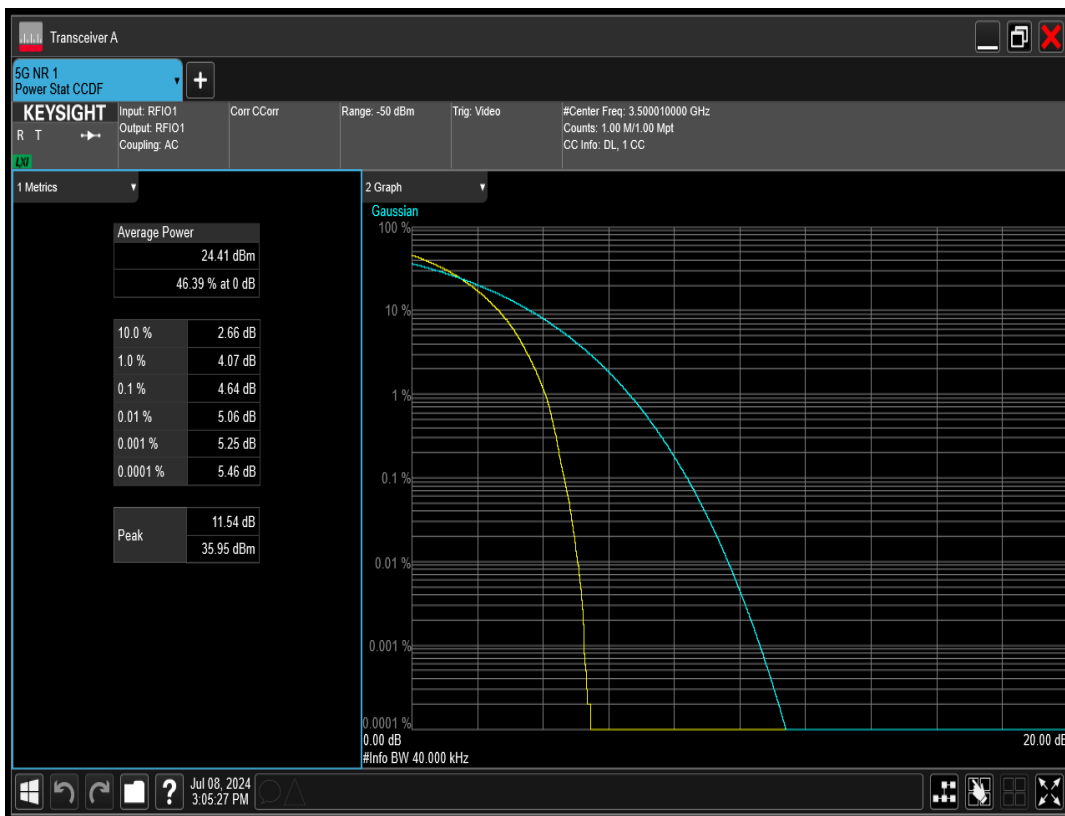 Transceiver A
5G NR 1
Power Stat CCDF
+
KEYSIGHT
R T
LXI
Input: RFIO1
Output: RFIO1
Coupling: AC
Corr CCorr
Range: -50 dBm
Trig: Video
#Center Freq: 3.500010000 GHz
Counts: 1.00 M/1.00 Mpt
CC Info: DL, 1 CC
1 Metrics
Average Power
24.41 dBm
46.39 % at 0 dB
10.0 % 2.66 dB
1.0 % 4.07 dB
0.1 % 4.64 dB
0.01 % 5.06 dB
0.001 % 5.25 dB
0.0001 % 5.46 dB
Peak 11.54 dB
35.95 dBm
2 Graph
Gaussian
100 %
10 %
1 %
0.1 %
0.01 %
0.001 %
0.0001 %
0.00 dB 20.00 dB
#Info BW 40.000 kHz
?
Jul 08, 2024
3:05:27 PM